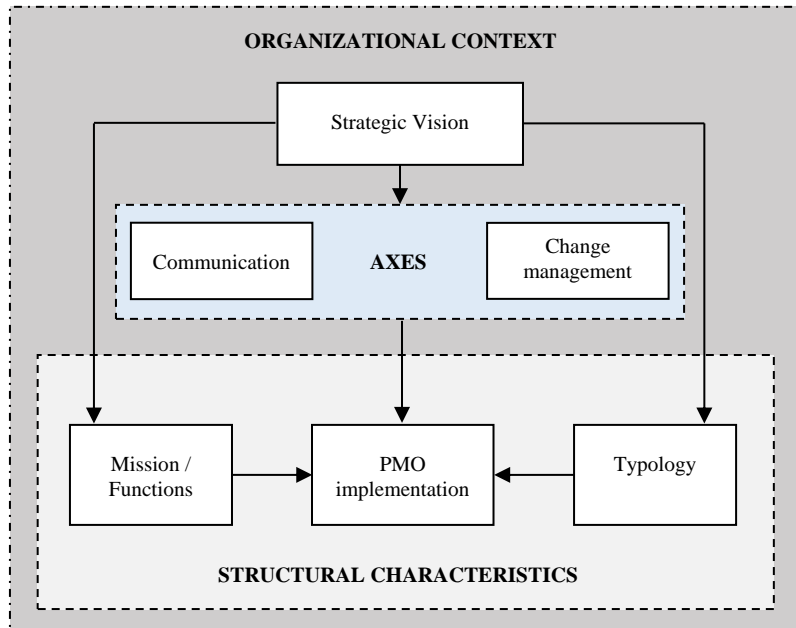 ORGANIZATIONAL CONTEXT
Strategic Vision
Communication
AXES
Change
management
Mission /
Functions
PMO
implementation
Typology
STRUCTURAL CHARACTERISTICS